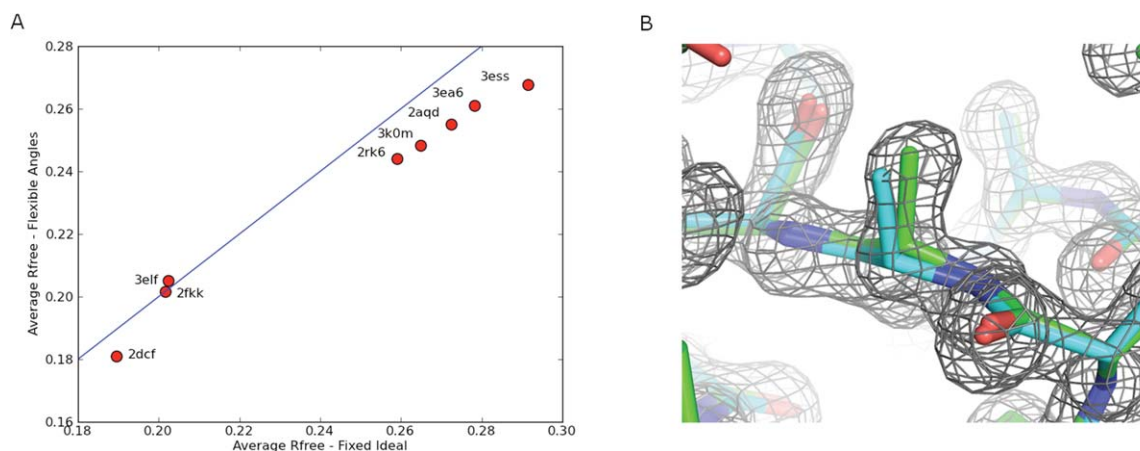 A
B
0.28
0.26
0.24
0.22
0.20
0.18
0.16
Average Rfree - Flexible Angles
3ess
3ea6
2aqd
3k0m
2rk6
3elf
2fkk
2dcf
0.18
0.20
0.22
0.24
0.26
0.28
0.30
Average Rfree - Fixed Ideal